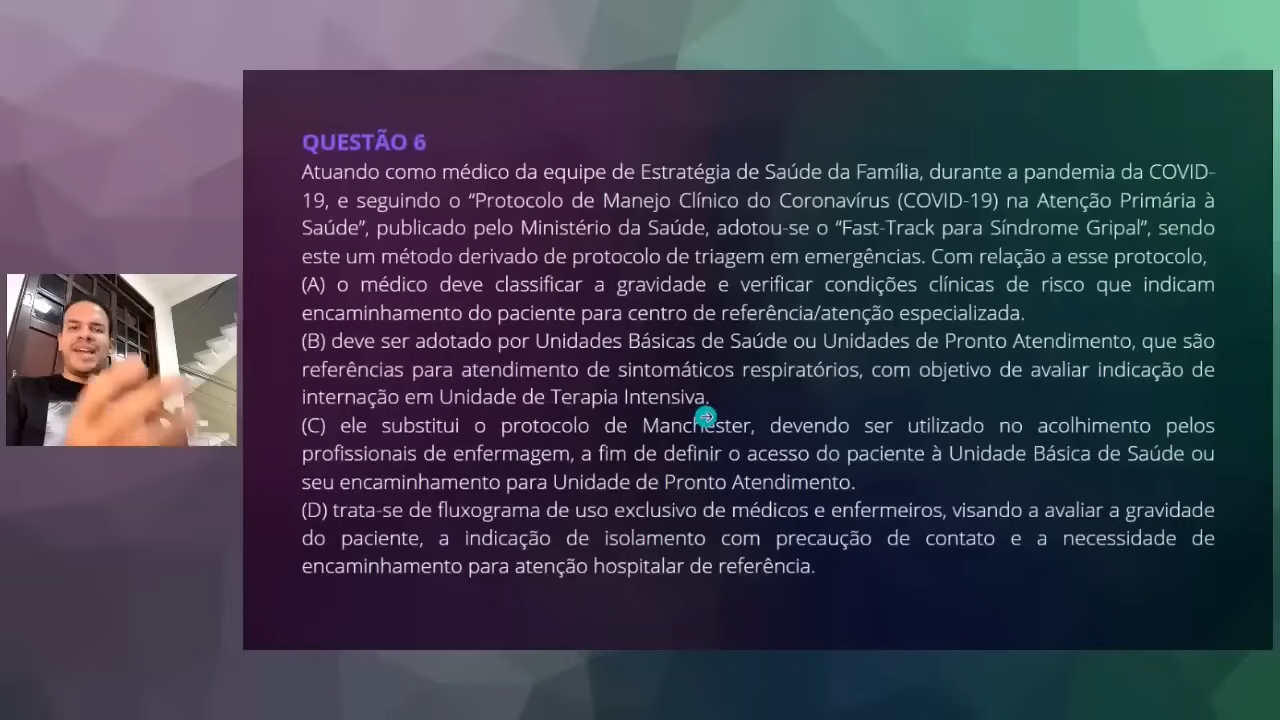 QUESTÃO 6
Atuando como médico da equipe de Estratégia de Saúde da Família, durante a pandemia da COVID-
19, e seguindo o “Protocolo de Manejo Clínico do Coronavírus (COVID-19) na Atenção Primária à
Saúde”, publicado pelo Ministério da Saúde, adotou-se o “Fast-Track para Síndrome Gripal”, sendo
este um método derivado de protocolo de triagem em emergências. Com relação a esse protocolo,
(A) o médico deve classificar a gravidade e verificar condições clínicas de risco que indicam
encaminhamento do paciente para centro de referência/atenção especializada.
(B) deve ser adotado por Unidades Básicas de Saúde ou Unidades de Pronto Atendimento, que são
referências para atendimento de sintomáticos respiratórios, com objetivo de avaliar indicação de
internação em Unidade de Terapia Intensiva.
(C) ele substitui o protocolo de Manchester, devendo ser utilizado no acolhimento pelos
profissionais de enfermagem, a fim de definir o acesso do paciente à Unidade Básica de Saúde ou
seu encaminhamento para Unidade de Pronto Atendimento.
(D) trata-se de fluxograma de uso exclusivo de médicos e enfermeiros, visando a avaliar a gravidade
do paciente, a indicação de isolamento com precaução de contato e a necessidade de
encaminhamento para atenção hospitalar de referência.